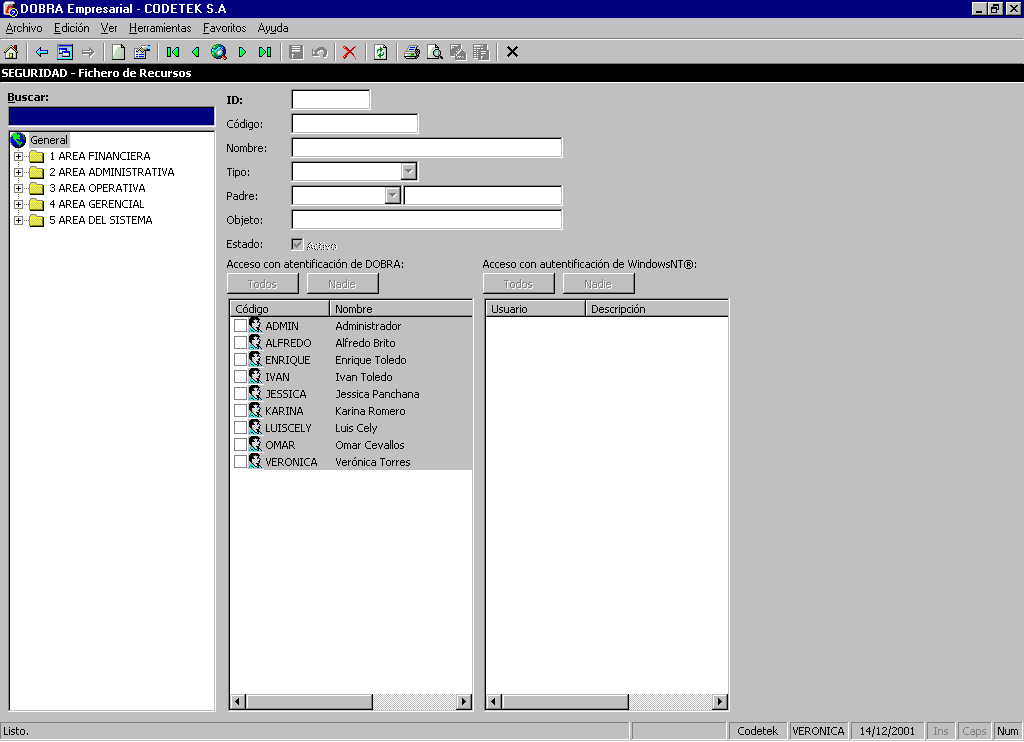 DOBRA Empresarial - CODETEK S.A
Archivo Edición Ver Herramientas Favoritos Ayuda
SEGURIDAD - Fichero de Recursos
Buscar:
General
1 AREA FINANCIERA
2 AREA ADMINISTRATIVA
3 AREA OPERATIVA
4 AREA GERENCIAL
5 AREA DEL SISTEMA
ID:
Código:
Nombre:
Tipo:
Padre:
Objeto:
Estado: Activo
Acceso con atentificación de DOBRA:
Todos Nadie
Código Nombre
ADMIN Administrador
ALFREDO Alfredo Brito
ENRIQUE Enrique Toledo
IVAN Ivan Toledo
JESSICA Jessica Panchana
KARINA Karina Romero
LUISCELY Luis Cely
OMAR Omar Cevallos
VERONICA Verónica Torres
Acceso con autentificación de WindowsNT®:
Todos Nadie
Usuario Descripción
Listo. Codetek VERONICA 14/12/2001 Ins Caps Num